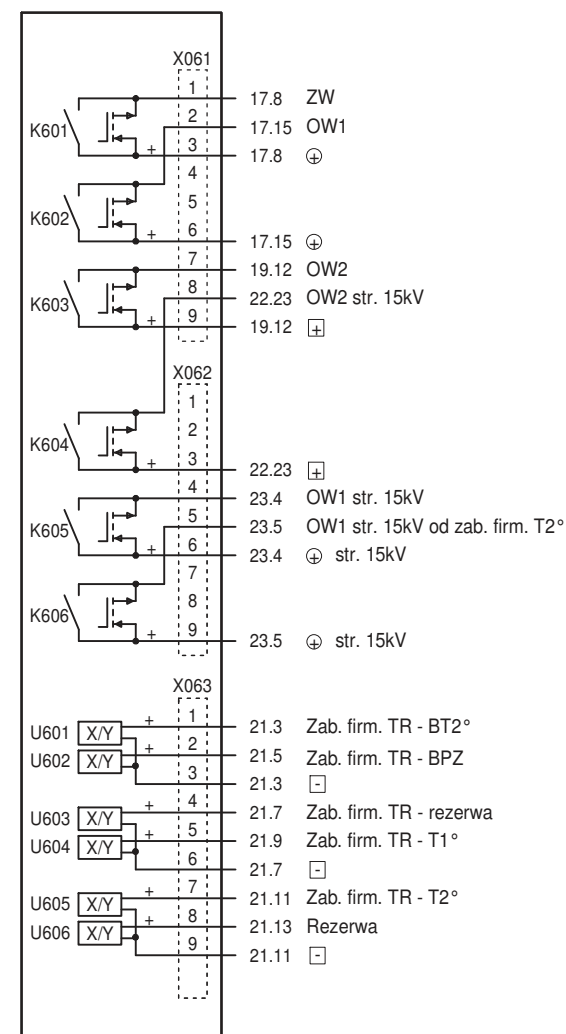 X061
1
17.8 ZW
2
17.15 OW1
K601
+ 3
17.8 +
4
5
K602
+ 6
17.15 +
7
19.12 OW2
8
22.23 OW2 str. 15kV
K603
+ 9
19.12 +
X062
1
2
K604
+ 3
22.23 +
4
23.4 OW1 str. 15kV
5
23.5 OW1 str. 15kV od zab. firm. T2°
K605
+ 6
23.4 + str. 15kV
7
8
K606
+ 9
23.5 + str. 15kV
X063
U601 X/Y + 1
21.3 Zab. firm. TR - BT2°
U602 X/Y + 2
21.5 Zab. firm. TR - BPZ
3
21.3 -
U603 X/Y + 4
21.7 Zab. firm. TR - rezerwa
U604 X/Y + 5
21.9 Zab. firm. TR - T1°
6
21.7 -
U605 X/Y + 7
21.11 Zab. firm. TR - T2°
U606 X/Y + 8
21.13 Rezerwa
9
21.11 -